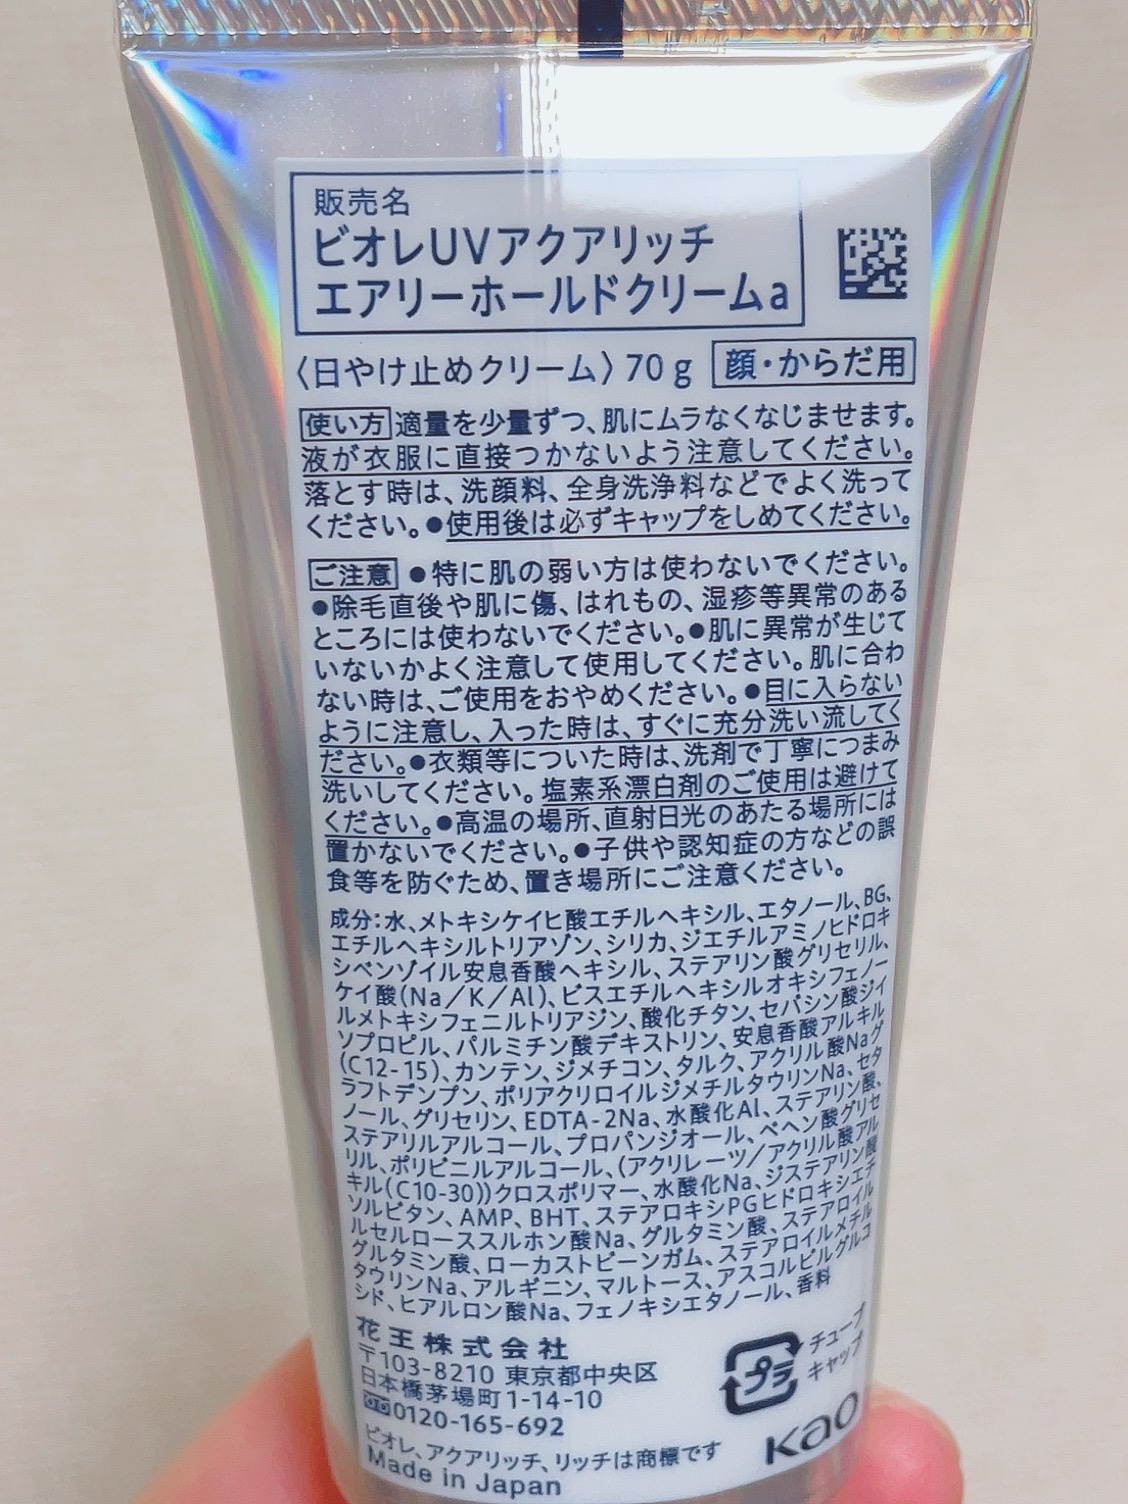 販売名
ビオレUVアクアリッチ
エアリーホールドクリームa
〈日やけ止めクリーム〉70g 顔・からだ用
使い方 適量を少量ずつ、肌にムラなくなじませます。
液が衣服に直接つかないよう注意してください。
落とす時は、洗顔料、全身洗浄料などでよく洗って
ください。●使用後は必ずキャップをしめてください。
ご注意 ●特に肌の弱い方は使わないでください。
●除毛直後や肌に傷、はれもの、湿疹等異常のある
ところには使わないでください。●肌に異常が生じて
いないかよく注意して使用してください。肌に合わ
ない時は、ご使用をおやめください。●目に入らない
ように注意し、入った時は、すぐに充分洗い流してく
ださい。●衣類等についた時は、洗剤で丁寧につまみ
洗いしてください。塩素系漂白剤のご使用は避けて
ください。●高温の場所、直射日光のあたる場所には
置かないでください。●子供や認知症の方などの誤
食等を防ぐため、置き場所にご注意ください。
成分:水、メトキシケイヒ酸エチルヘキシル、エタノール、BG、
エチルヘキシルトリアゾン、シリカ、ジエチルアミノヒドロキ
シベンゾイル安息香酸ヘキシル、ステアリン酸グリセリル、
ケイ酸(Na/K/Al)、ビスエチルヘキシルオキシフェノー
ルメトキシフェニルトリアジン、酸化チタン、セバシン酸ジイ
ソプロピル、パルミチン酸デキストリン、安息香酸アルキル
(C12-15)、カンテン、ジメチコン、タルク、アクリル酸Naグ
ラフトデンプン、ポリアクリロイルジメチルタウリンNa、セタ
ノール、グリセリン、EDTA-2Na、水酸化Al、ステアリン酸、
ステアリルアルコール、プロパンジオール、ベヘン酸グリセ
リル、ポリビニルアルコール、(アクリレーツ/アクリル酸アル
キル(C10-30))クロスポリマー、水酸化Na、ジステアリン酸
ソルビタン、AMP、BHT、ステアロキシPGヒドロキシエチ
ルセルローススルホン酸Na、グルタミン酸、ステアロイル
グルタミン酸、ローカストビーンガム、ステアロイルメチル
タウリンNa、アルギニン、マルトース、アスコルビルグルコ
シド、ヒアルロン酸Na、フェノキシエタノール、香料
花王株式会社
〒103-8210 東京都中央区
日本橋茅場町1-14-10
0120-165-692
ビオレ、アクアリッチ、リッチは商標です
Made in Japan
プラ
チューブ
キャップ
Kao